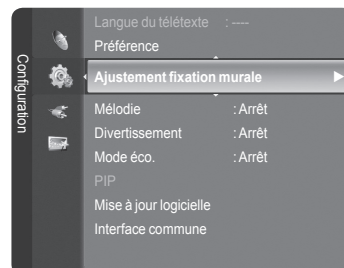 Configuration
Langue du télétexte : ----
Préférence
Ajustement fixation murale
Mélodie : Arrêt
Divertissement : Arrêt
Mode éco. : Arrêt
PIP
Mise à jour logicielle
Interface commune